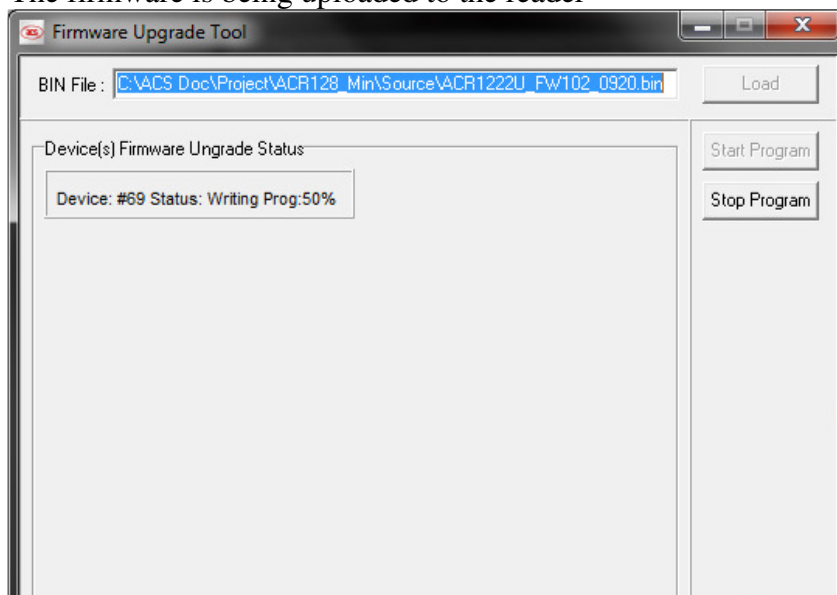 The firmware is being uploaded to the reader
Firmware Upgrade Tool
BIN File : C:\ACS Doc\Project\ACR128_Min\Source\ACR1222U_FW102_0920.bin Load
Device(s) Firmware Ungrade Status
Start Program
Device: #69 Status: Writing Prog:50%
Stop Program